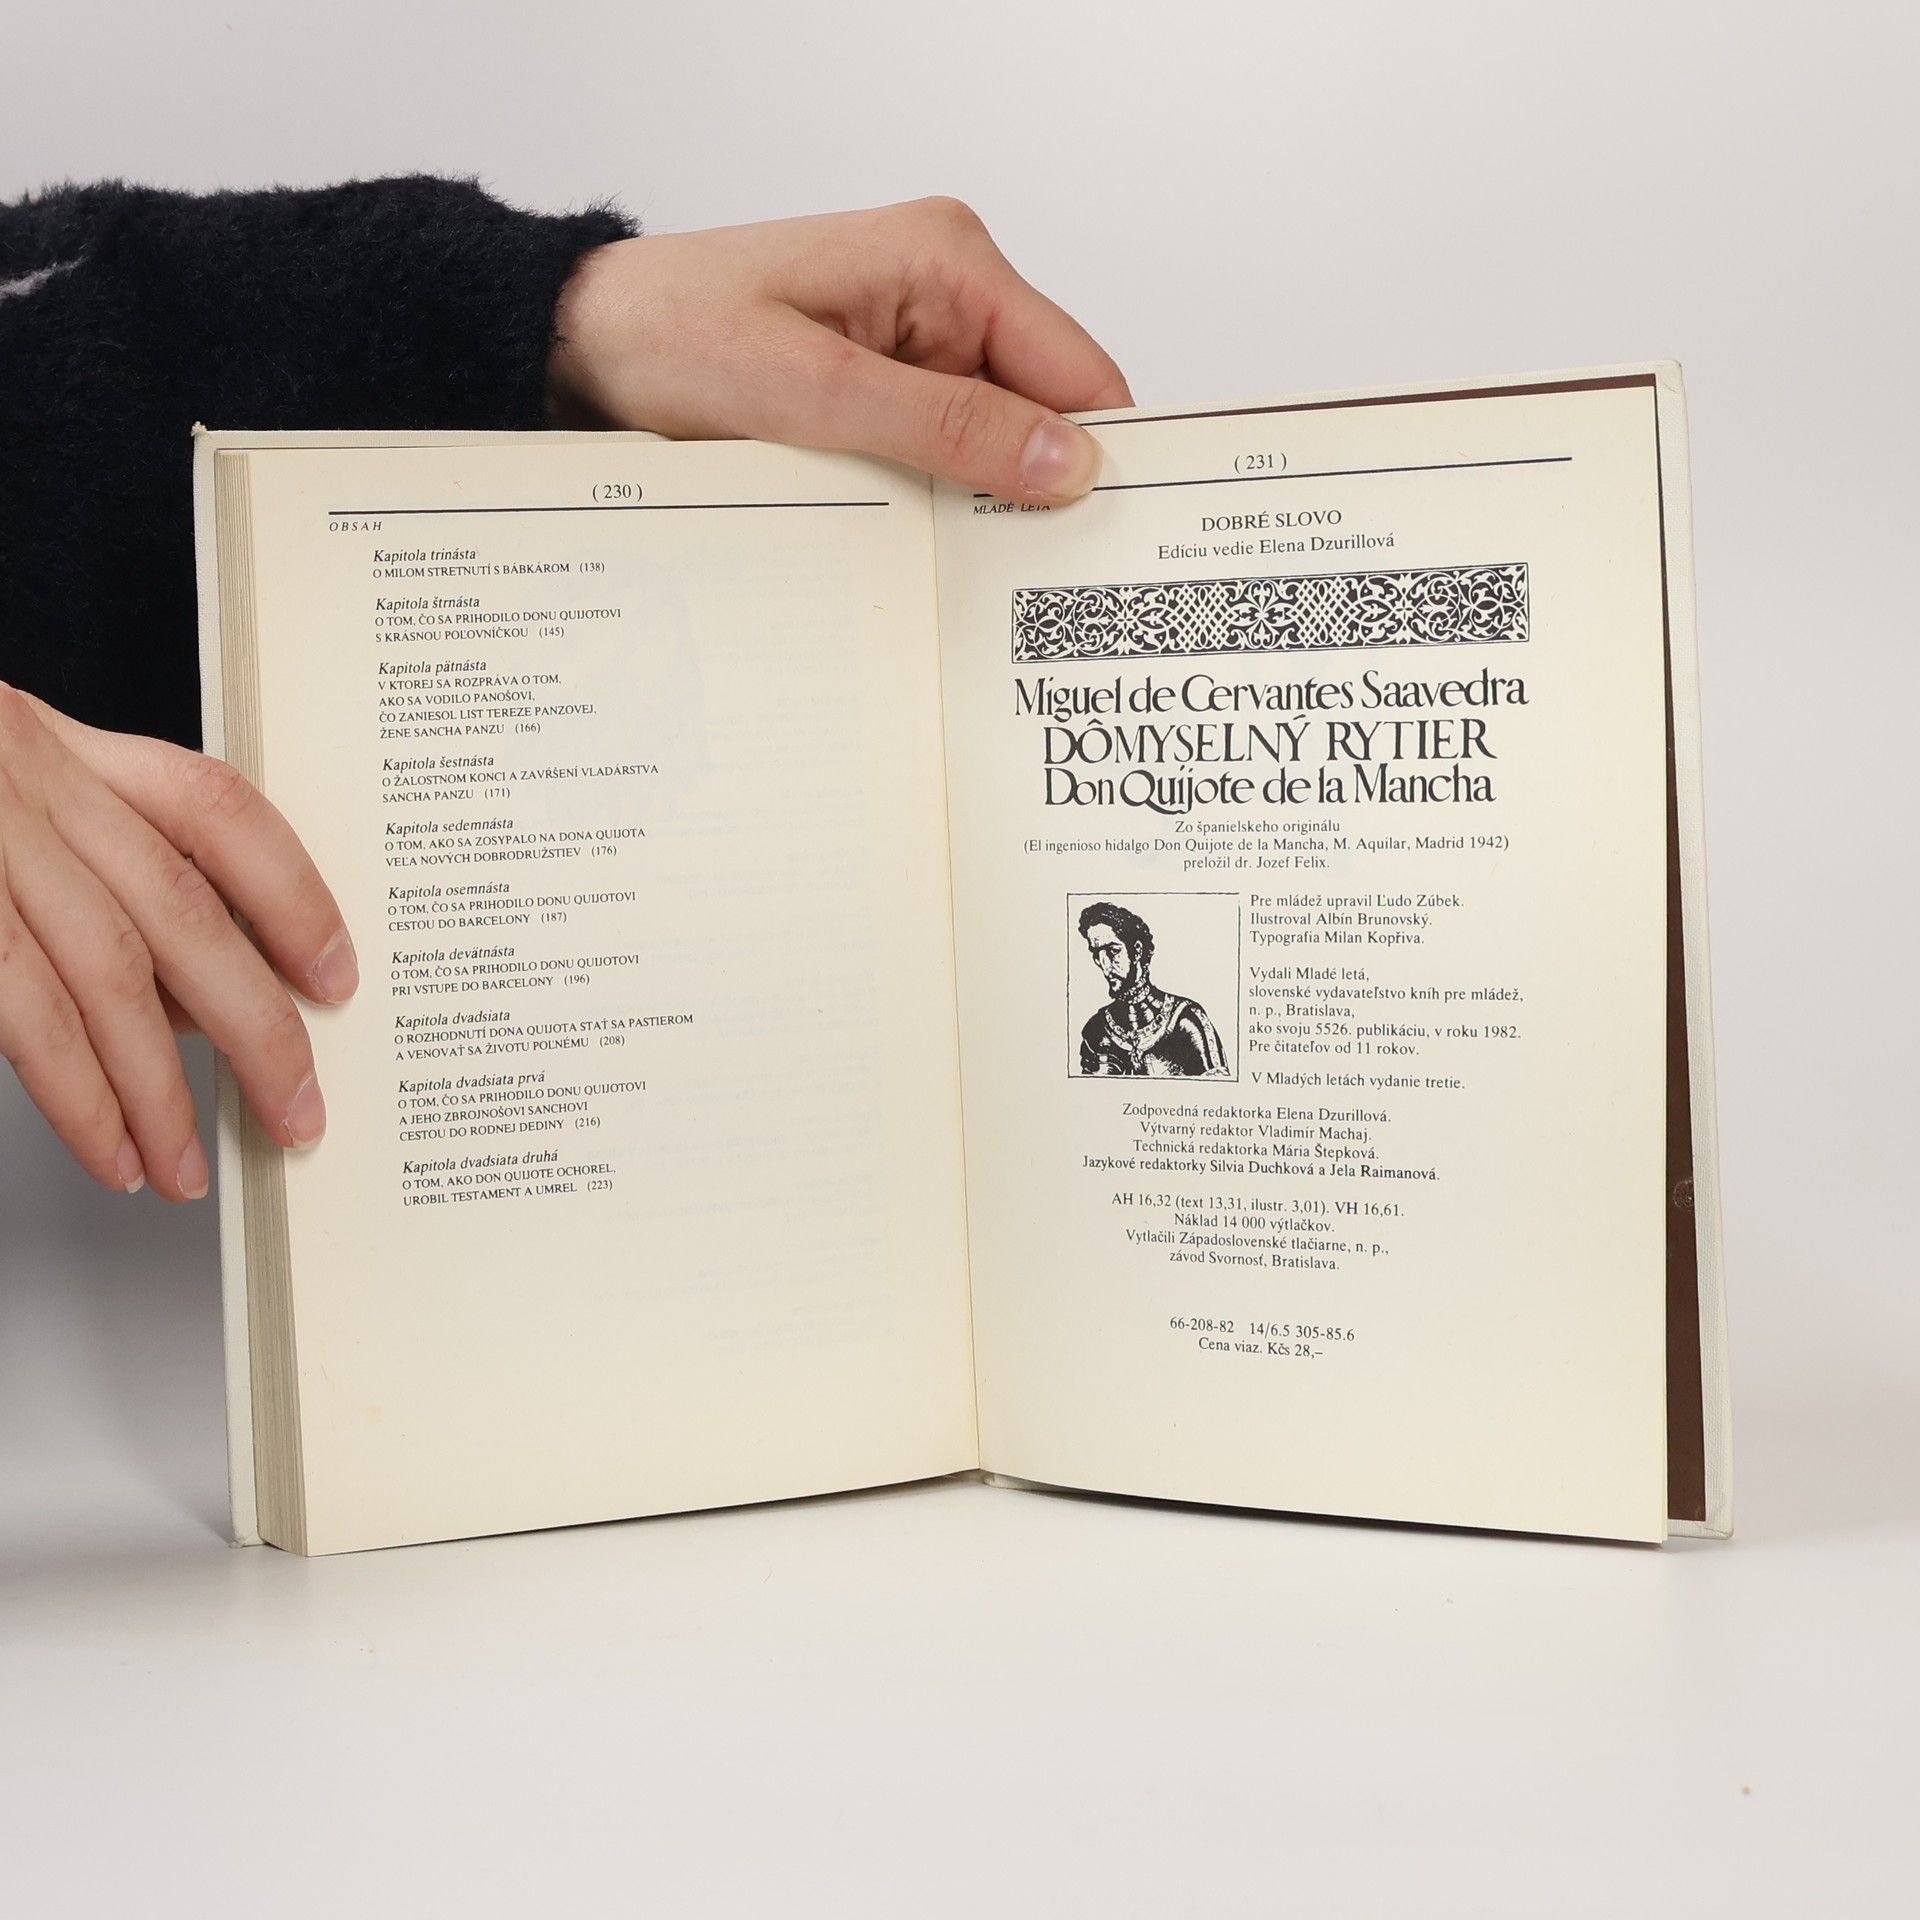 ( 230 )
OBSAH
Kapitola trinásta
O MILOM STRETNUTÍ S BÁBKÁROM (138)
Kapitola štrnásta
O TOM, ČO SA PRIHODILO DONU QUIJOTOVI
S KRÁSNOU POĽOVNÍČKOU (145)
Kapitola pätnásta
V KTOREJ SA ROZPRÁVA O TOM,
AKO SA VODILO PANOŠOVI,
ČO ZANIESOL LIST TEREZE PANZOVEJ,
ŽENE SANCHA PANZU (166)
Kapitola šestnásta
O ŽALOSTNOM KONCI A ZAVŔŠENÍ VLADÁRSTVA
SANCHA PANZU (171)
Kapitola sedemnásta
O TOM, AKO SA ZOSYPALO NA DONA QUIJOTA
VEĽA NOVÝCH DOBRODRUŽSTIEV (176)
Kapitola osemnásta
O TOM, ČO SA PRIHODILO DONU QUIJOTOVI
CESTOU DO BARCELONY (187)
Kapitola devätnásta
O TOM, ČO SA PRIHODILO DONU QUIJOTOVI
PRI VSTUPE DO BARCELONY (196)
Kapitola dvadsiata
O ROZHODNUTÍ DONA QUIJOTA STAŤ SA PASTIEROM
A VENOVAŤ SA ŽIVOTU POĽNÉMU (208)
Kapitola dvadsiata prvá
O TOM, ČO SA PRIHODILO DONU QUIJOTOVI
A JEHO ZBROJNOŠOVI SANCHOVI
CESTOU DO RODNEJ DEDINY (216)
Kapitola dvadsiata druhá
O TOM, AKO DON QUIJOTE OCHOREL,
UROBIL TESTAMENT A UMREL (223)
( 231 )
MLADÉ LETÁ
DOBRÉ SLOVO
Edíciu vedie Elena Dzurillová
Miguel de Cervantes Saavedra
DÔMYSELNÝ RYTIER
Don Quijote de la Mancha
Zo španielskeho originálu
(El ingenioso hidalgo Don Quijote de la Mancha, M. Aquilar, Madrid 1942)
preložil dr. Jozef Felix.
Pre mládež upravil Ľudo Zúbek.
Ilustroval Albín Brunovský.
Typografia Milan Kopřiva.
Vydali Mladé letá,
slovenské vydavateľstvo kníh pre mládež,
n. p., Bratislava,
ako svoju 5526. publikáciu, v roku 1982.
Pre čitateľov od 11 rokov.
V Mladých letách vydanie tretie.
Zodpovedná redaktorka Elena Dzurillová.
Výtvarný redaktor Vladimír Machaj.
Technická redaktorka Mária Štepková.
Jazykové redaktorky Silvia Duchková a Jela Raimanová.
AH 16,32 (text 13,31, ilustr. 3,01). VH 16,61.
Náklad 14 000 výtlačkov.
Vytlačili Západoslovenské tlačiarne, n. p.,
závod Svornosť, Bratislava.
66-208-82 14/6.5 305-85.6
Cena viaz. Kčs 28,–